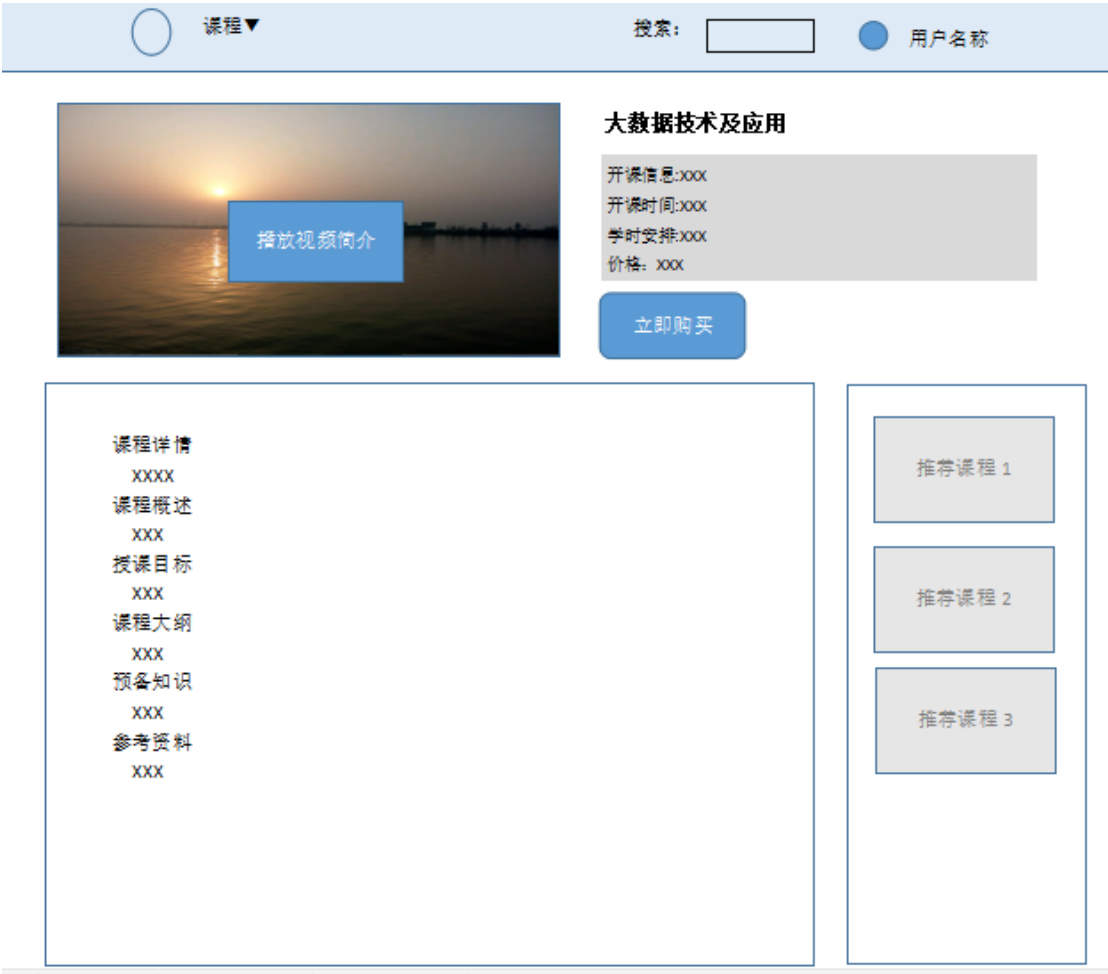 课程▼ 搜索： 用户名称
播放视频简介
大数据技术及应用
开课信息:xxx
开课时间:xxx
学时安排:xxx
价格：xxx
立即购买
课程详情
xxxx
课程概述
xxx
授课目标
xxx
课程大纲
xxx
预备知识
xxx
参考资料
xxx
推荐课程 1
推荐课程 2
推荐课程 3